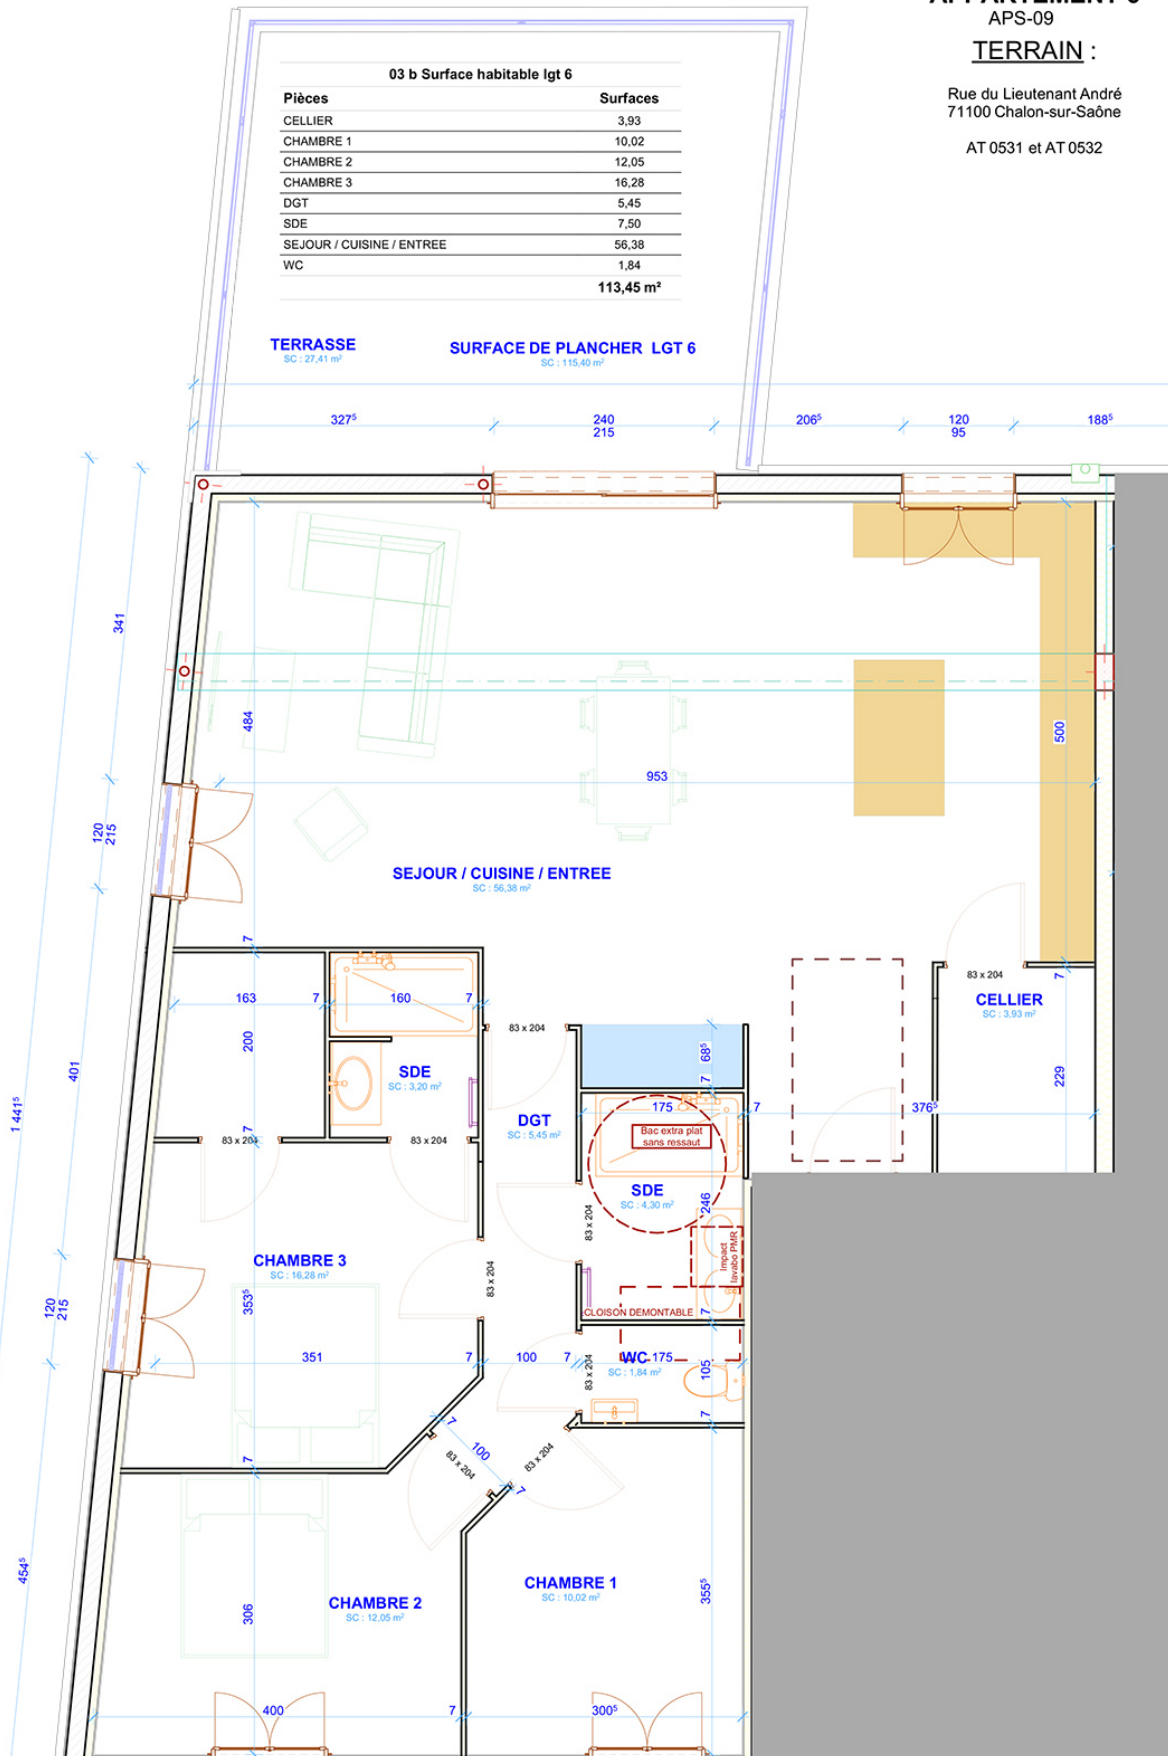 APS-09
TERRAIN :
Rue du Lieutenant André
71100 Chalon-sur-Saône
AT 0531 et AT 0532
03 b Surface habitable lgt 6
Pièces Surfaces
CELLIER 3,93
CHAMBRE 1 10,02
CHAMBRE 2 12,05
CHAMBRE 3 16,28
DGT 5,45
SDE 7,50
SEJOUR / CUISINE / ENTREE 56,38
WC 1,84
113,45 m²
TERRASSE
SC : 27,41 m²
SURFACE DE PLANCHER LGT 6
SC : 115,40 m²
327⁵
240
215
206⁵
120
95
188⁵
341
484
500
953
120
215
SEJOUR / CUISINE / ENTREE
SC : 56,38 m²
7
83 x 204
7
CELLIER
SC : 3,93 m²
163
7
160
7
83 x 204
200
401
SDE
SC : 3,20 m²
68⁵
7
229
1 441⁵
DGT
SC : 5,45 m²
175
7
376⁵
Bac extra plat
sans ressaut
7
83 x 204
83 x 204
SDE
SC : 4,30 m²
246
83 x 204
CHAMBRE 3
SC : 16,28 m²
Impact
lavabo PMR
83 x 204
120
215
353⁵
CLOISON DEMONTABLE
7
351
7
100
7
83 x 204
WC
SC : 1,84 m²
175
105
7
7
100
7
83 x 204
83 x 204
7
454⁵
CHAMBRE 2
SC : 12,05 m²
306
CHAMBRE 1
SC : 10,02 m²
355⁵
400
7
300⁵